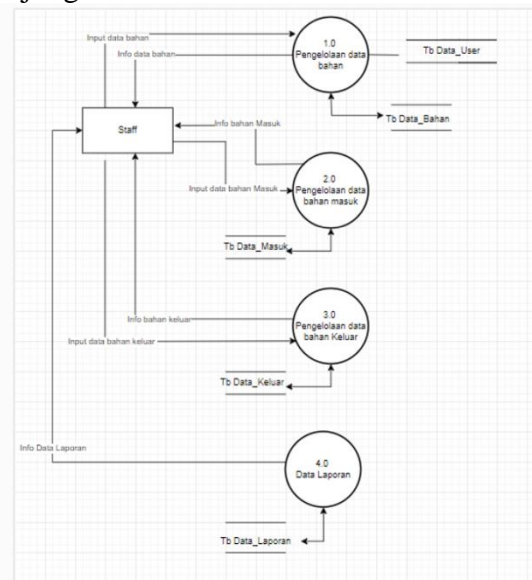 Input data bahan
Info data bahan
1.0
Pengelolaan data
bahan
Tb Data_User
Tb Data_Bahan
Staff
Info bahan Masuk
Input data bahan Masuk
2.0
Pengelolaan data
bahan masuk
Tb Data_Masuk
Info bahan keluar
Input data bahan keluar
3.0
Pengelolaan data
bahan Keluar
Tb Data_Keluar
Info Data Laporan
4.0
Data Laporan
Tb Data_Laporan